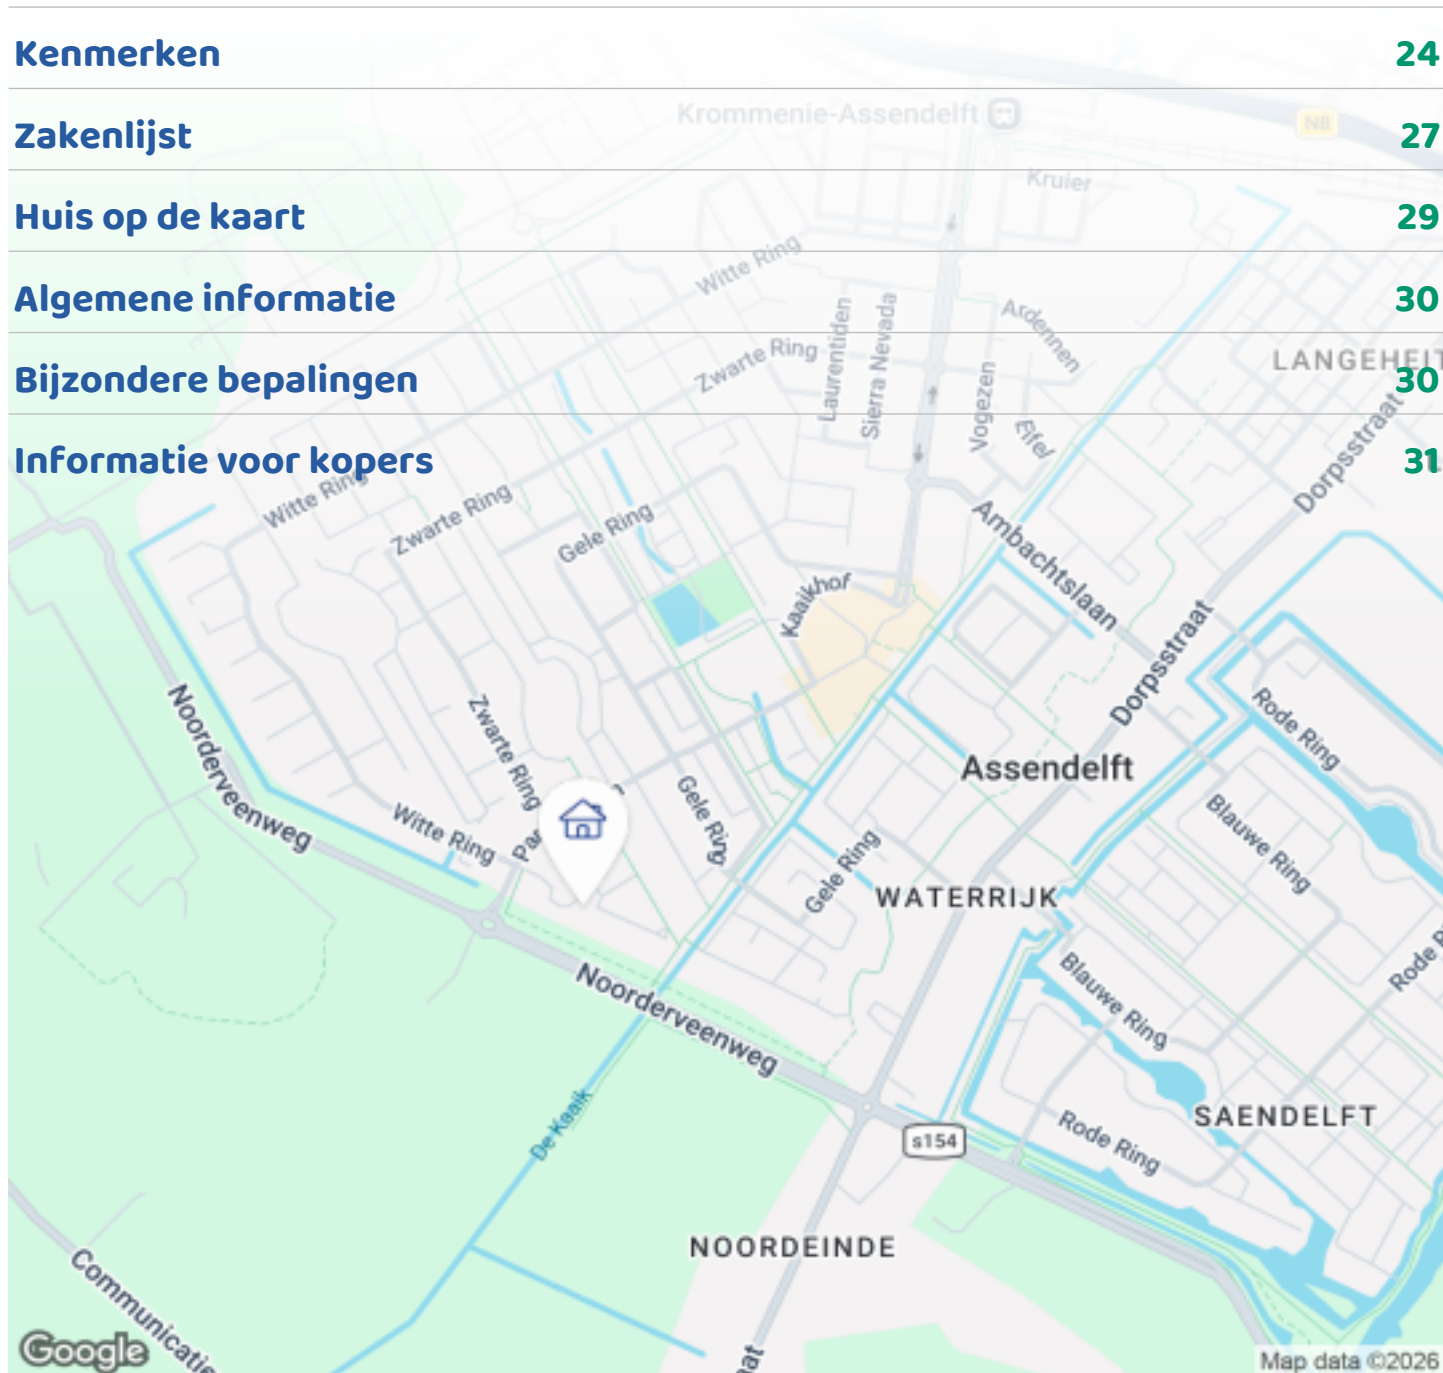 Kenmerken 24
Krommenie-Assendelft
N8
Zakenlijst 27
Kruier
Huis op de kaart 29
Witte Ring
Algemene informatie 30
Laurentiden
Sierra Nevada
Ardennen
Zwarte Ring
Vogezen
Eifel
Bijzondere bepalingen 30
Dorpsstraat
Informatie voor kopers 31
Witte Ring
Zwarte Ring
Gele Ring
Ambachtslaan
Kaaikhof
Dorpsstraat
Noorderveenweg
Zwarte Ring
Rode Ring
Assendelft
Gele Ring
Blauwe Ring
Witte Ring
Gele Ring
WATERRIJK
Noorderveenweg
Blauwe Ring
De Kaaik
Rode Ring
SAENDELFT
s154
NOORDEINDE
Google
Map data ©2026